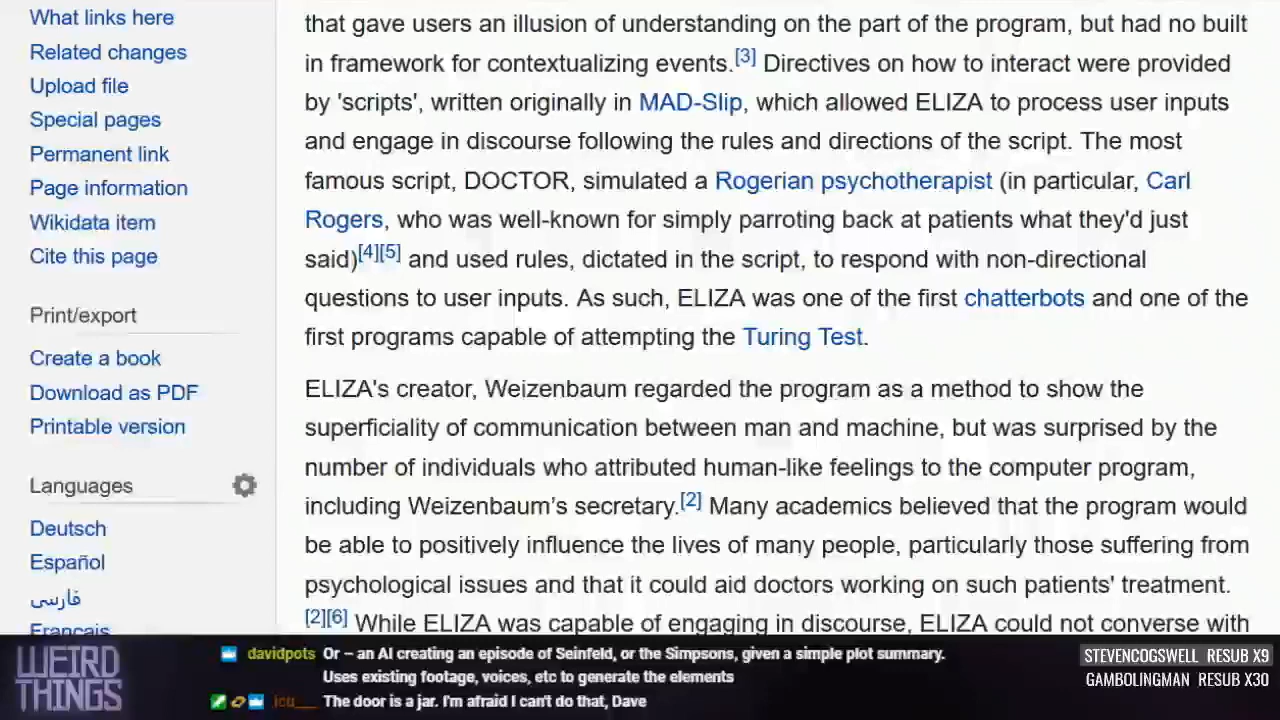 What links here
Related changes
Upload file
Special pages
Permanent link
Page information
Wikidata item
Cite this page
Print/export
Create a book
Download as PDF
Printable version
Languages
Deutsch
Español
فارسی
Français
that gave users an illusion of understanding on the part of the program, but had no built
in framework for contextualizing events.[3] Directives on how to interact were provided
by 'scripts', written originally in MAD-Slip, which allowed ELIZA to process user inputs
and engage in discourse following the rules and directions of the script. The most
famous script, DOCTOR, simulated a Rogerian psychotherapist (in particular, Carl
Rogers, who was well-known for simply parroting back at patients what they'd just
said)[4][5] and used rules, dictated in the script, to respond with non-directional
questions to user inputs. As such, ELIZA was one of the first chatterbots and one of the
first programs capable of attempting the Turing Test.
ELIZA's creator, Weizenbaum regarded the program as a method to show the
superficiality of communication between man and machine, but was surprised by the
number of individuals who attributed human-like feelings to the computer program,
including Weizenbaum's secretary.[2] Many academics believed that the program would
be able to positively influence the lives of many people, particularly those suffering from
psychological issues and that it could aid doctors working on such patients' treatment.
[2][6] While ELIZA was capable of engaging in discourse, ELIZA could not converse with
WEIRD
THINGS
davidpots Or – an AI creating an episode of Seinfeld, or the Simpsons, given a simple plot summary.
Uses existing footage, voices, etc to generate the elements
The door is a jar. I'm afraid I can't do that, Dave
STEVENCOGSWELL RESUB X9
GAMBOLINGMAN RESUB X30